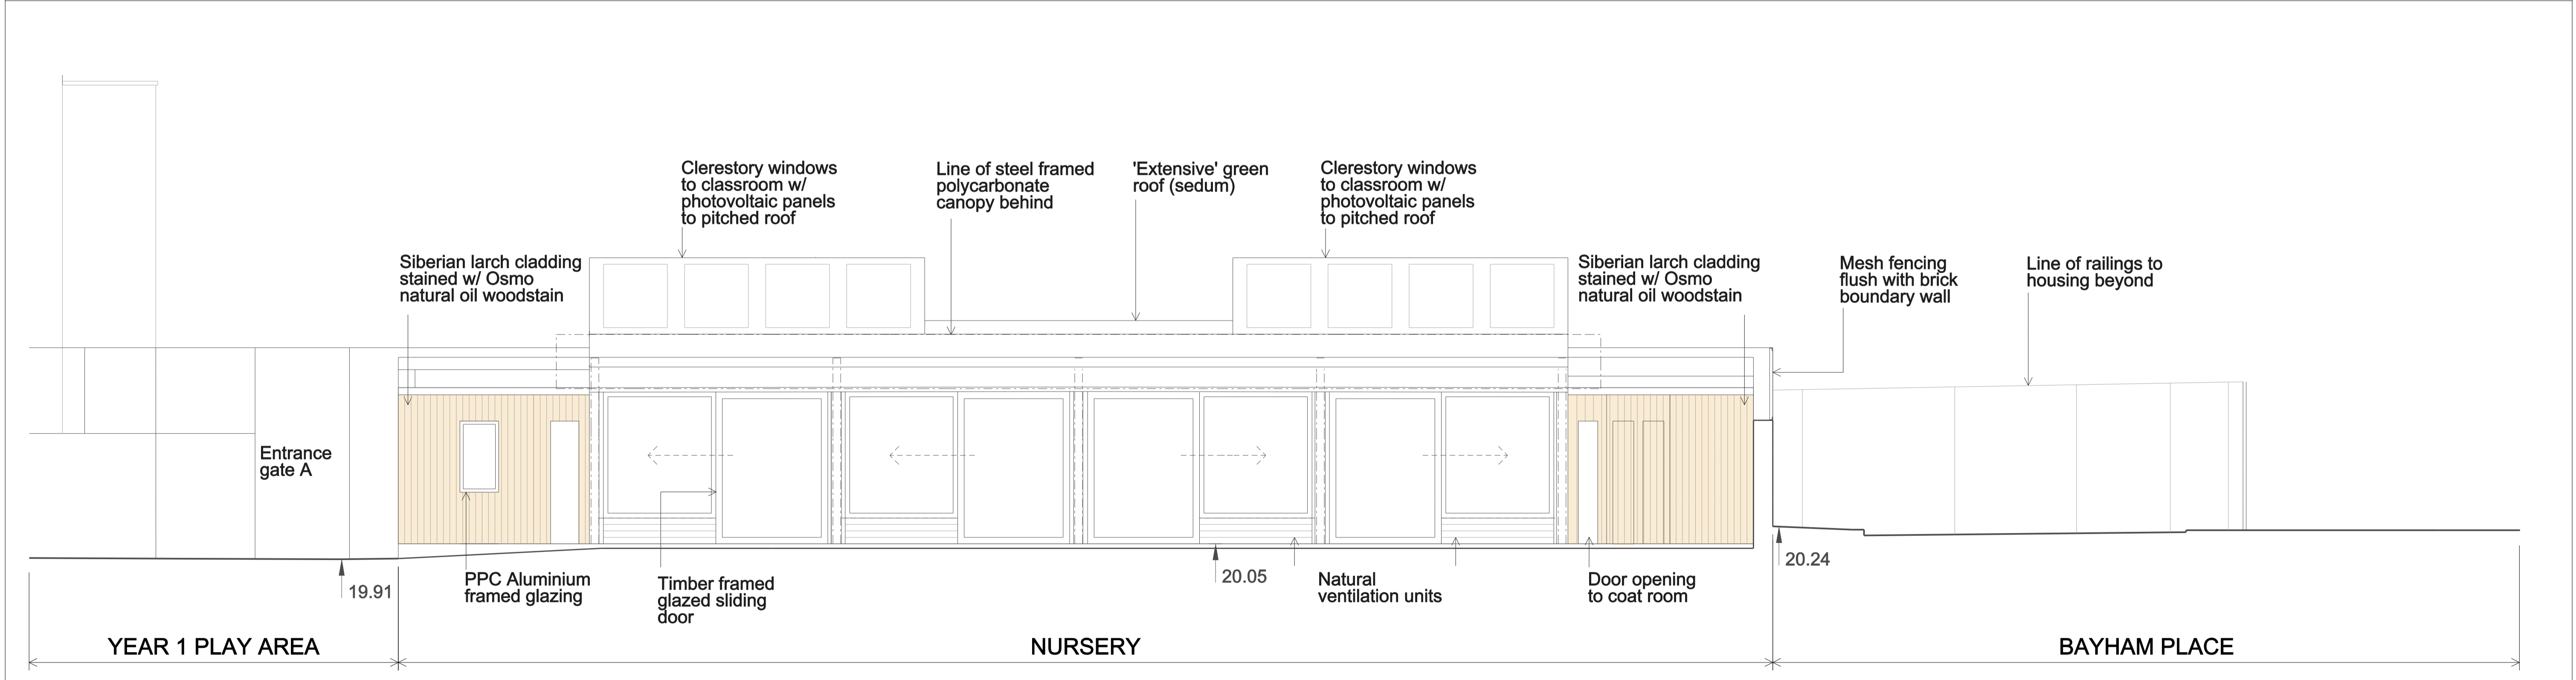 Clerestory windows
to classroom w/
photovoltaic panels
to pitched roof
Line of steel framed
polycarbonate
canopy behind
'Extensive' green
roof (sedum)
Clerestory windows
to classroom w/
photovoltaic panels
to pitched roof
Siberian larch cladding
stained w/ Osmo
natural oil woodstain
Siberian larch cladding
stained w/ Osmo
natural oil woodstain
Mesh fencing
flush with brick
boundary wall
Line of railings to
housing beyond
Entrance
gate A
19.91
PPC Aluminium
framed glazing
Timber framed
glazed sliding
door
20.05
Natural
ventilation units
Door opening
to coat room
20.24
YEAR 1 PLAY AREA
NURSERY
BAYHAM PLACE